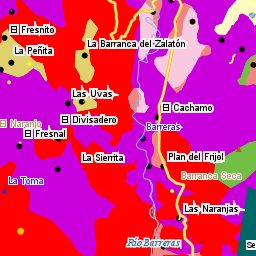 El Fresnito
La Barranca del Zalatón
La Peñita
Las Uvas
El Cachamo
El Divisadero
El Naranjo
Barreras
El Fresnal
La Sierrita
Plan del Frijol
Barranca Seca
La Toma
Las Naranjas
Río Barreras
Se